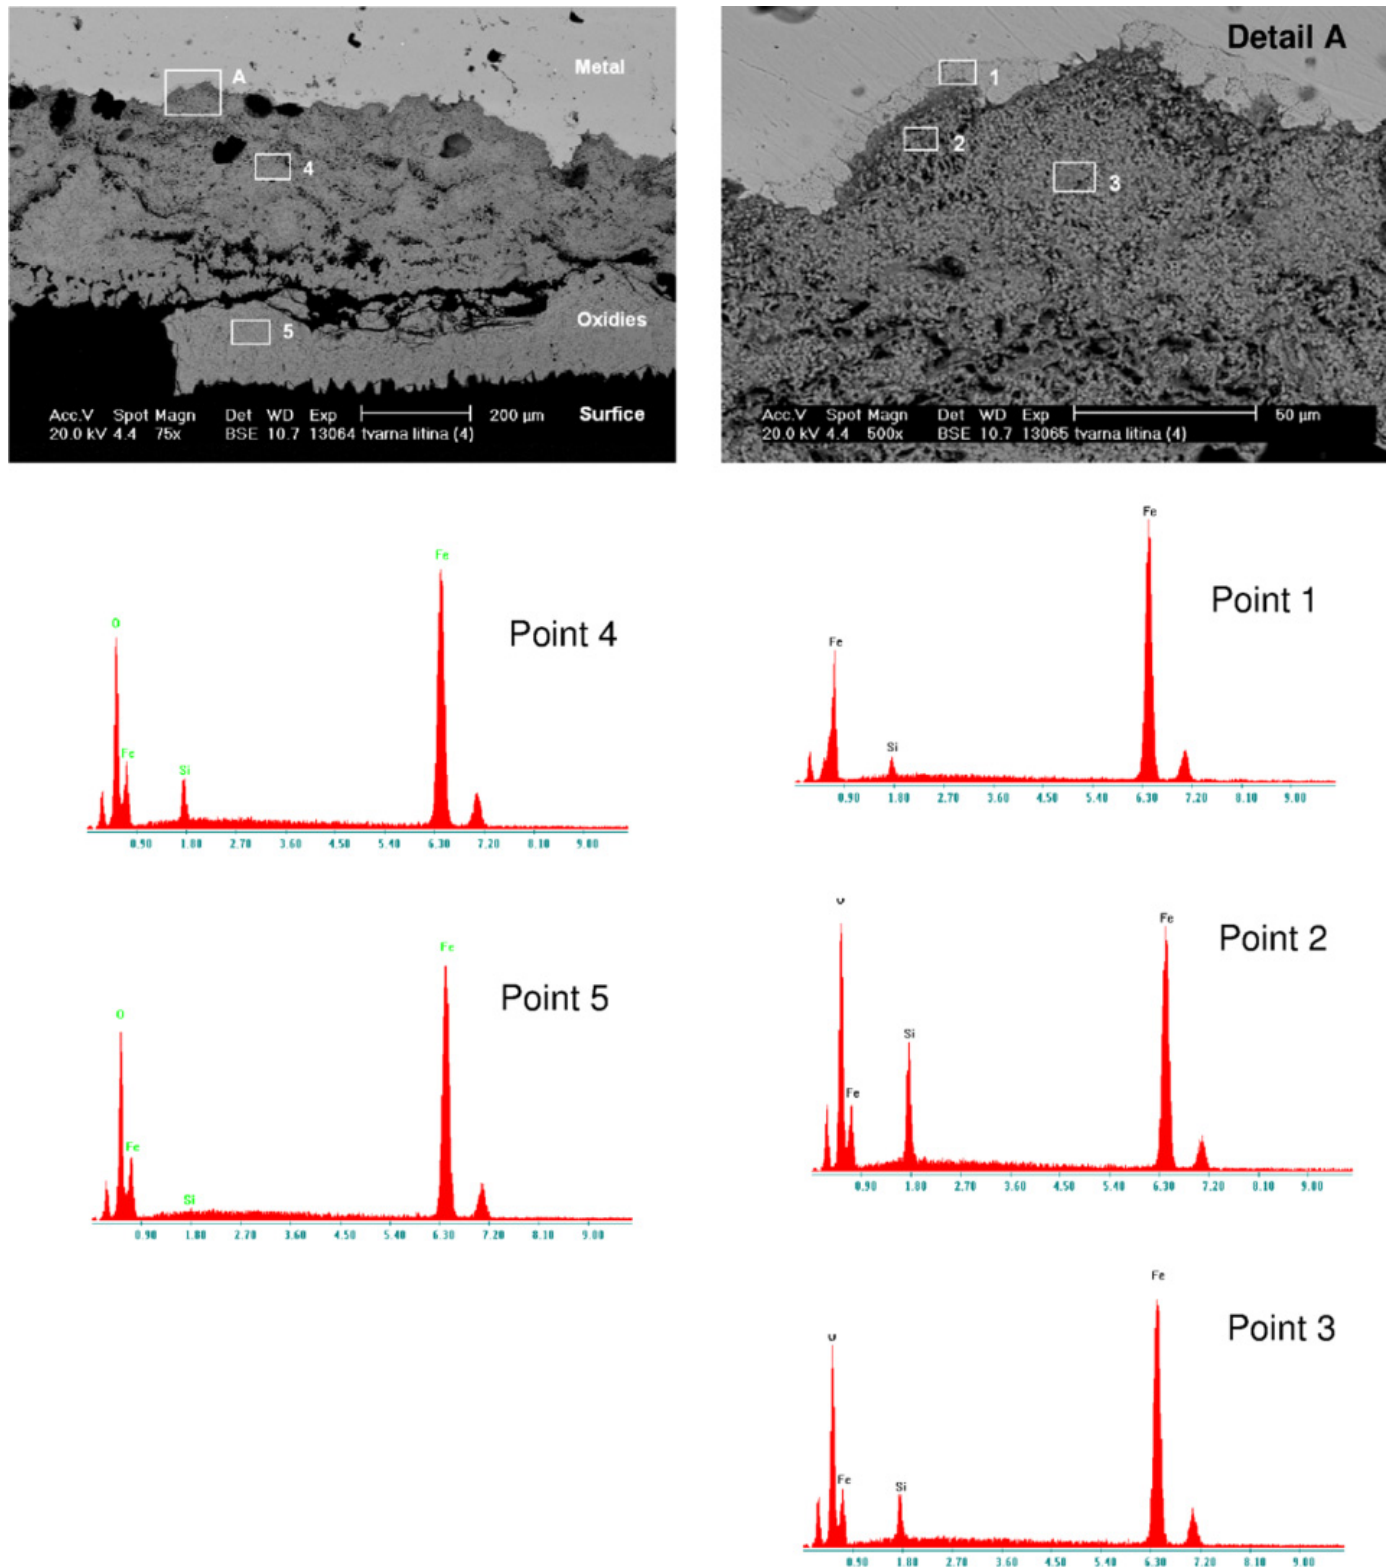 Metal
A
4
5
Oxidies
Surfice
Acc.V Spot Magn Det WD Exp 200 µm
20.0 kV 4.4 75x BSE 10.7 13064 tvarna litina (4)
Detail A
1
2
3
Acc.V Spot Magn Det WD Exp 50 µm
20.0 kV 4.4 500x BSE 10.7 13065 tvarna litina (4)
Fe
O
Fe
Si
Point 4
0.90 1.80 2.70 3.60 4.50 5.40 6.30 7.20 8.10 9.00
Fe
Fe
Si
Point 1
0.90 1.80 2.70 3.60 4.50 5.40 6.30 7.20 8.10 9.00
Fe
O
Fe
Si
Point 5
0.90 1.80 2.70 3.60 4.50 5.40 6.30 7.20 8.10 9.00
O
Fe
Si
Fe
Point 2
0.90 1.80 2.70 3.60 4.50 5.40 6.30 7.20 8.10 9.00
Fe
O
Fe
Si
Point 3
0.90 1.80 2.70 3.60 4.50 5.40 6.30 7.20 8.10 9.00